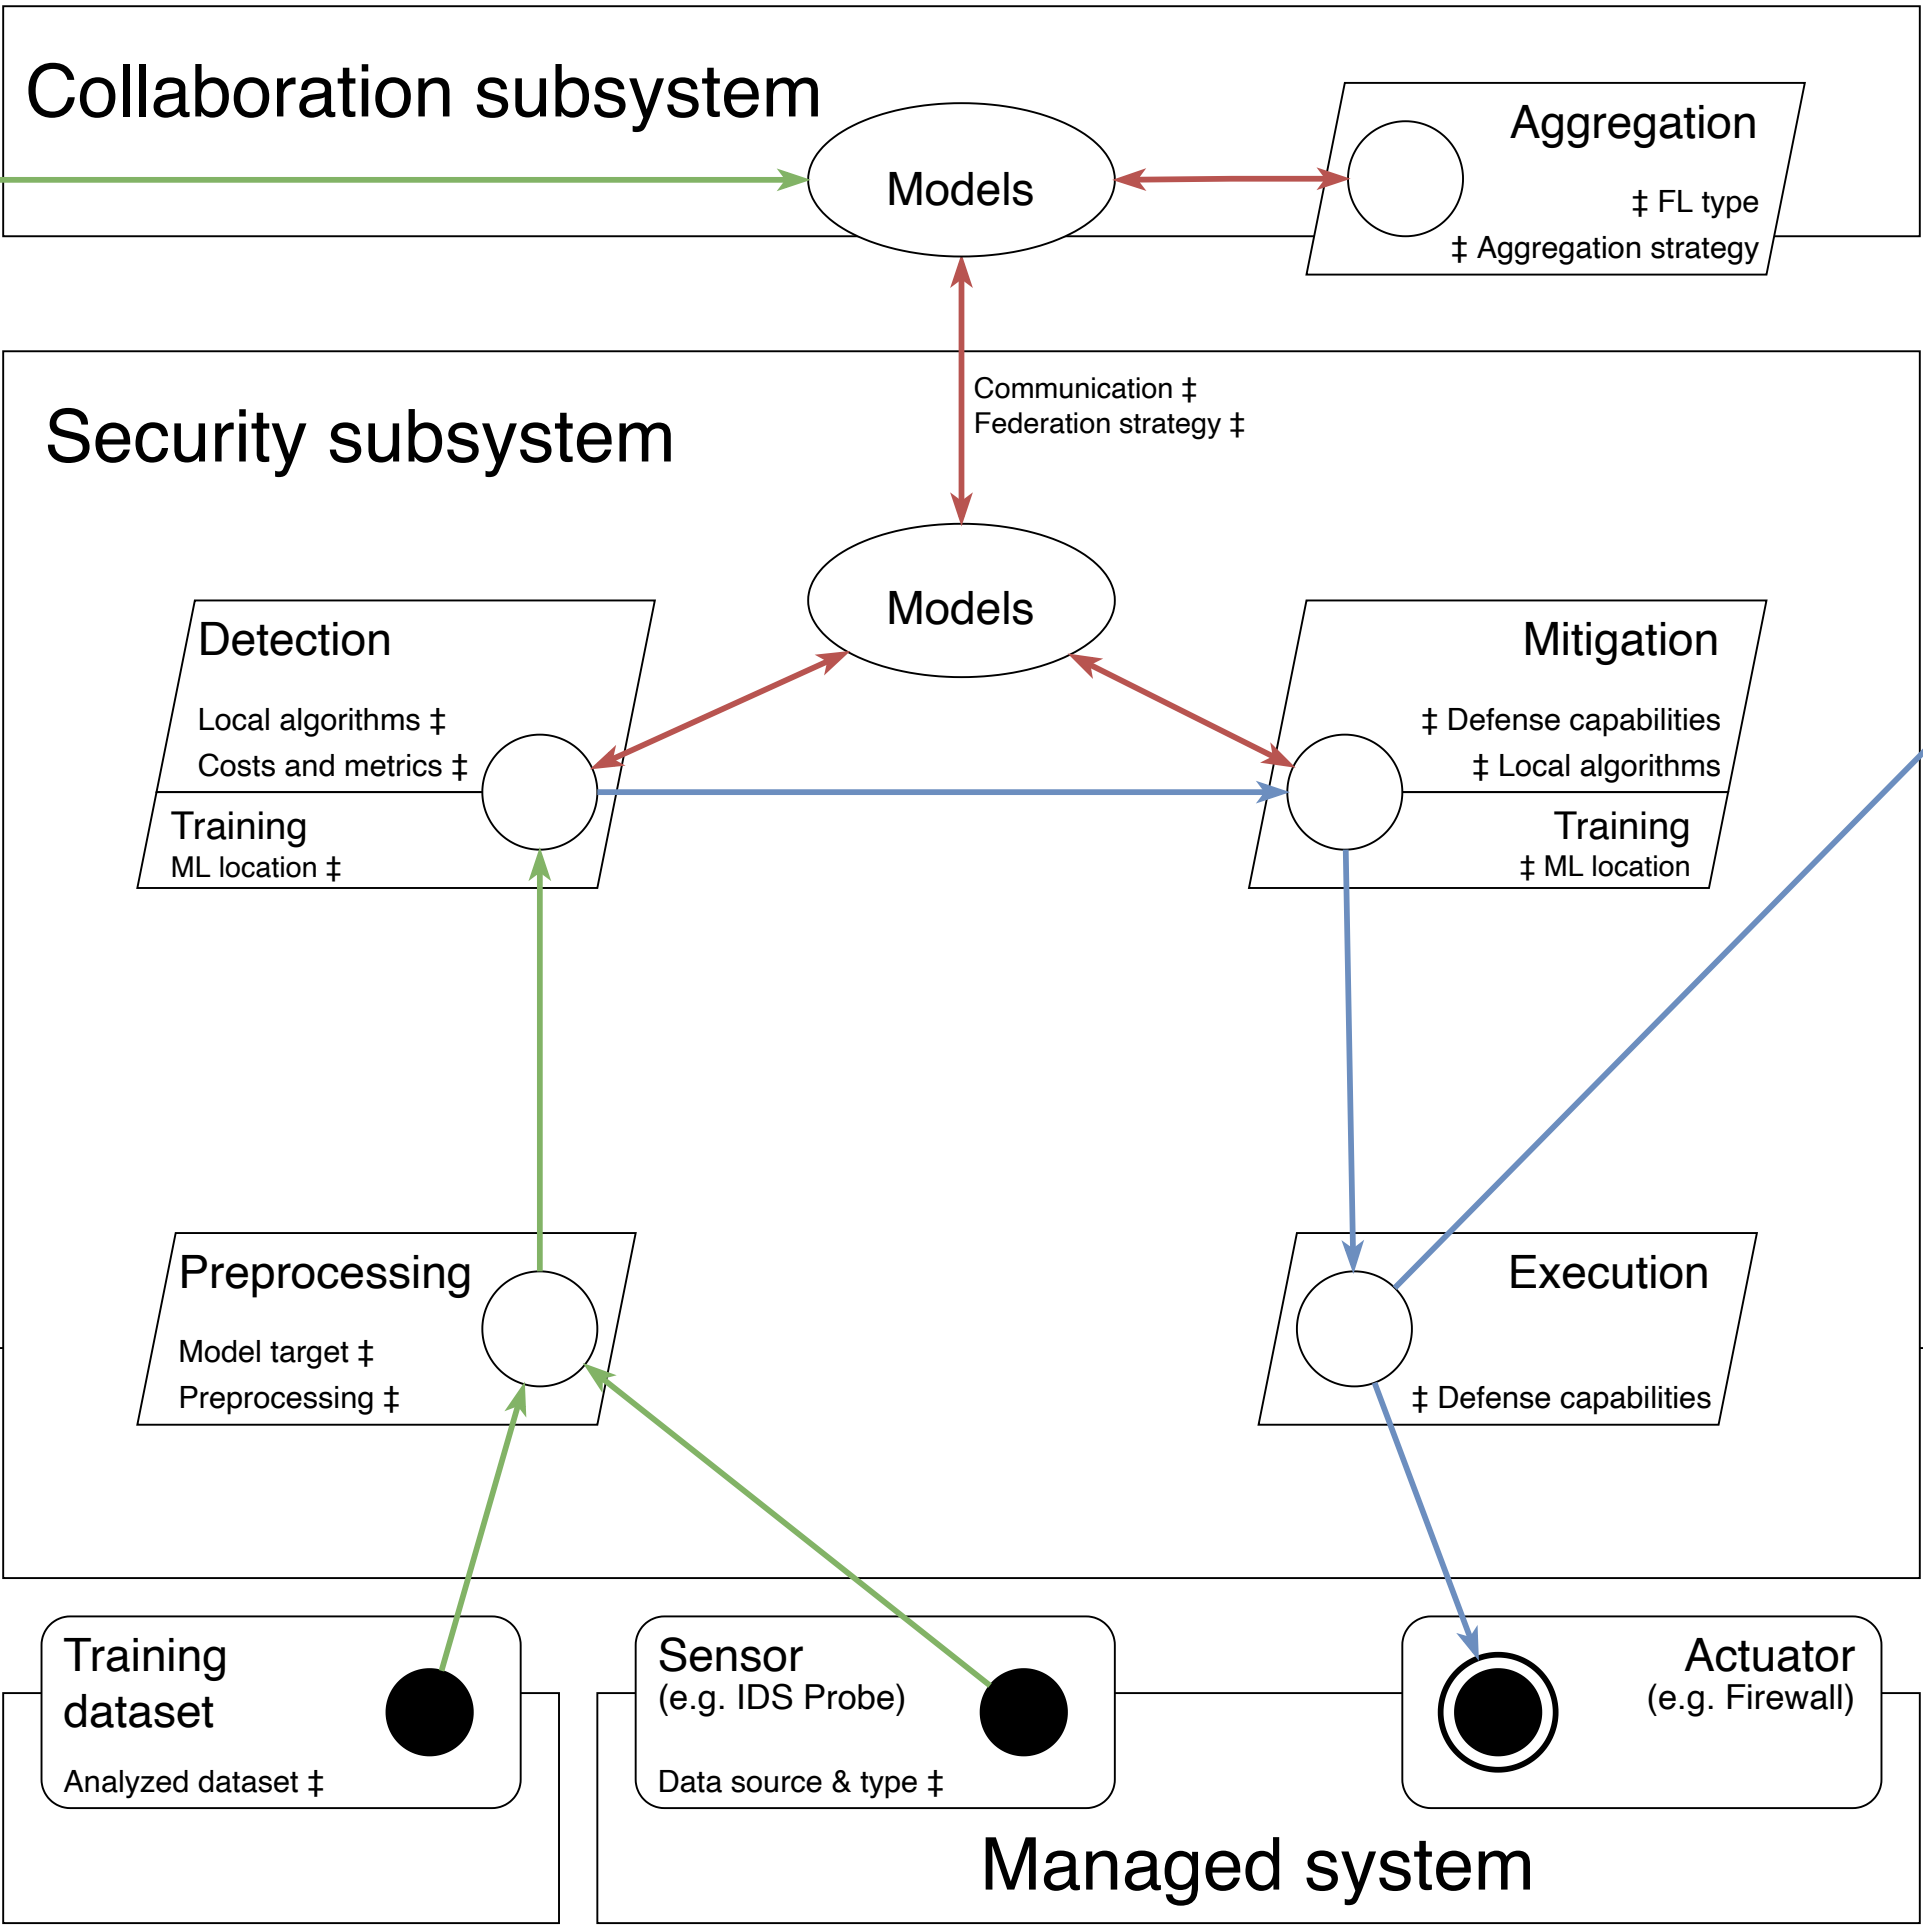 Collaboration subsystem
Models
Aggregation
‡ FL type
‡ Aggregation strategy
Communication ‡
Federation strategy ‡
Security subsystem
Models
Detection
Local algorithms ‡
Costs and metrics ‡
Training
ML location ‡
Mitigation
‡ Defense capabilities
‡ Local algorithms
Training
‡ ML location
Preprocessing
Model target ‡
Preprocessing ‡
Execution
‡ Defense capabilities
Training
dataset
Analyzed dataset ‡
Sensor
(e.g. IDS Probe)
Data source & type ‡
Actuator
(e.g. Firewall)
Managed system